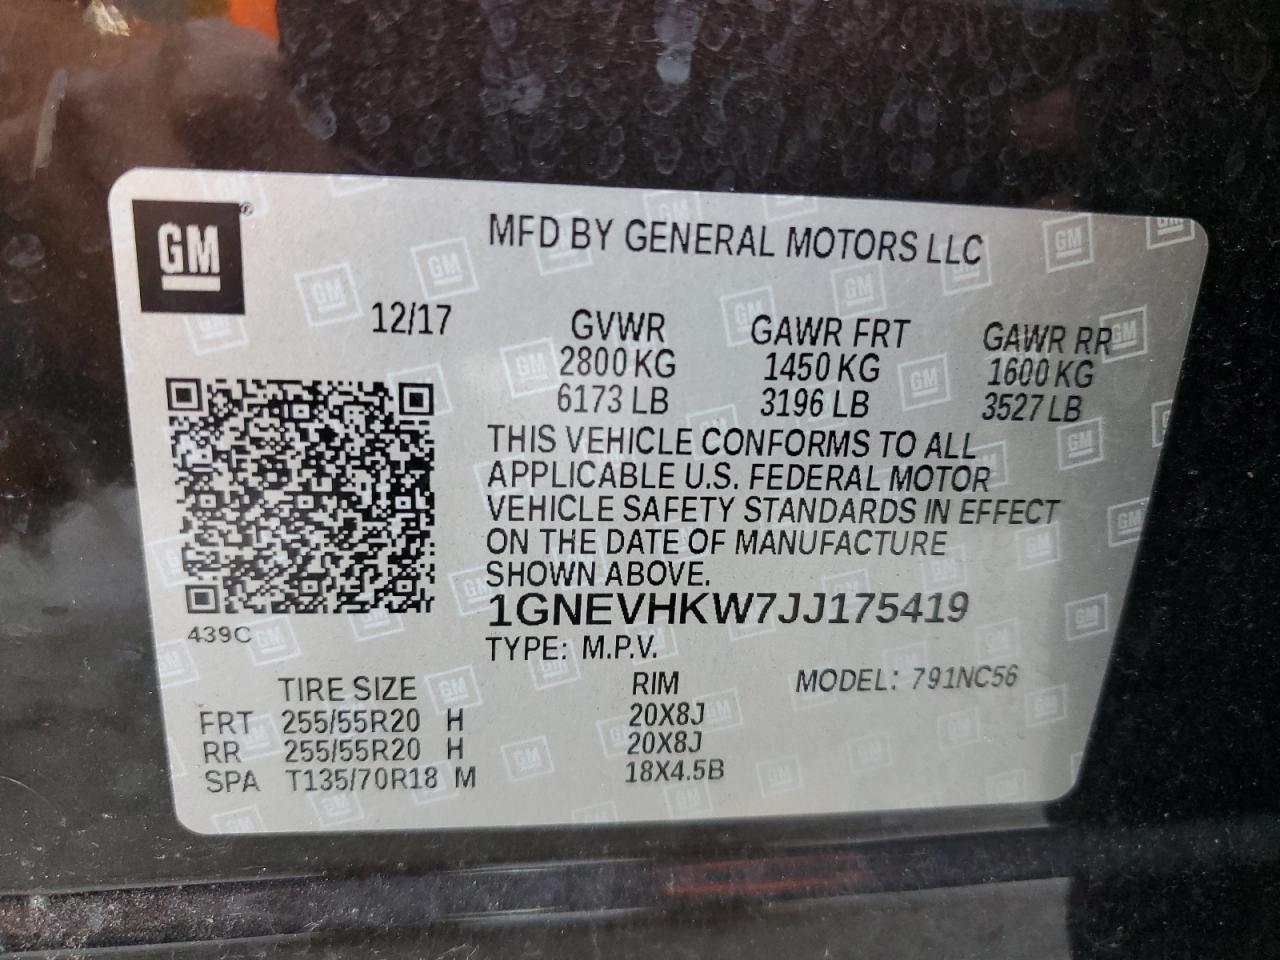 GM®
MFD BY GENERAL MOTORS LLC
12/17
GVWR GAWR FRT GAWR RR
2800 KG 1450 KG 1600 KG
6173 LB 3196 LB 3527 LB
THIS VEHICLE CONFORMS TO ALL
APPLICABLE U.S. FEDERAL MOTOR
VEHICLE SAFETY STANDARDS IN EFFECT
ON THE DATE OF MANUFACTURE
SHOWN ABOVE.
1GNEVHKW7JJ175419
439C
TYPE: M.P.V.
MODEL: 791NC56
TIRE SIZE RIM
FRT 255/55R20 H 20X8J
RR 255/55R20 H 20X8J
SPA T135/70R18 M 18X4.5B